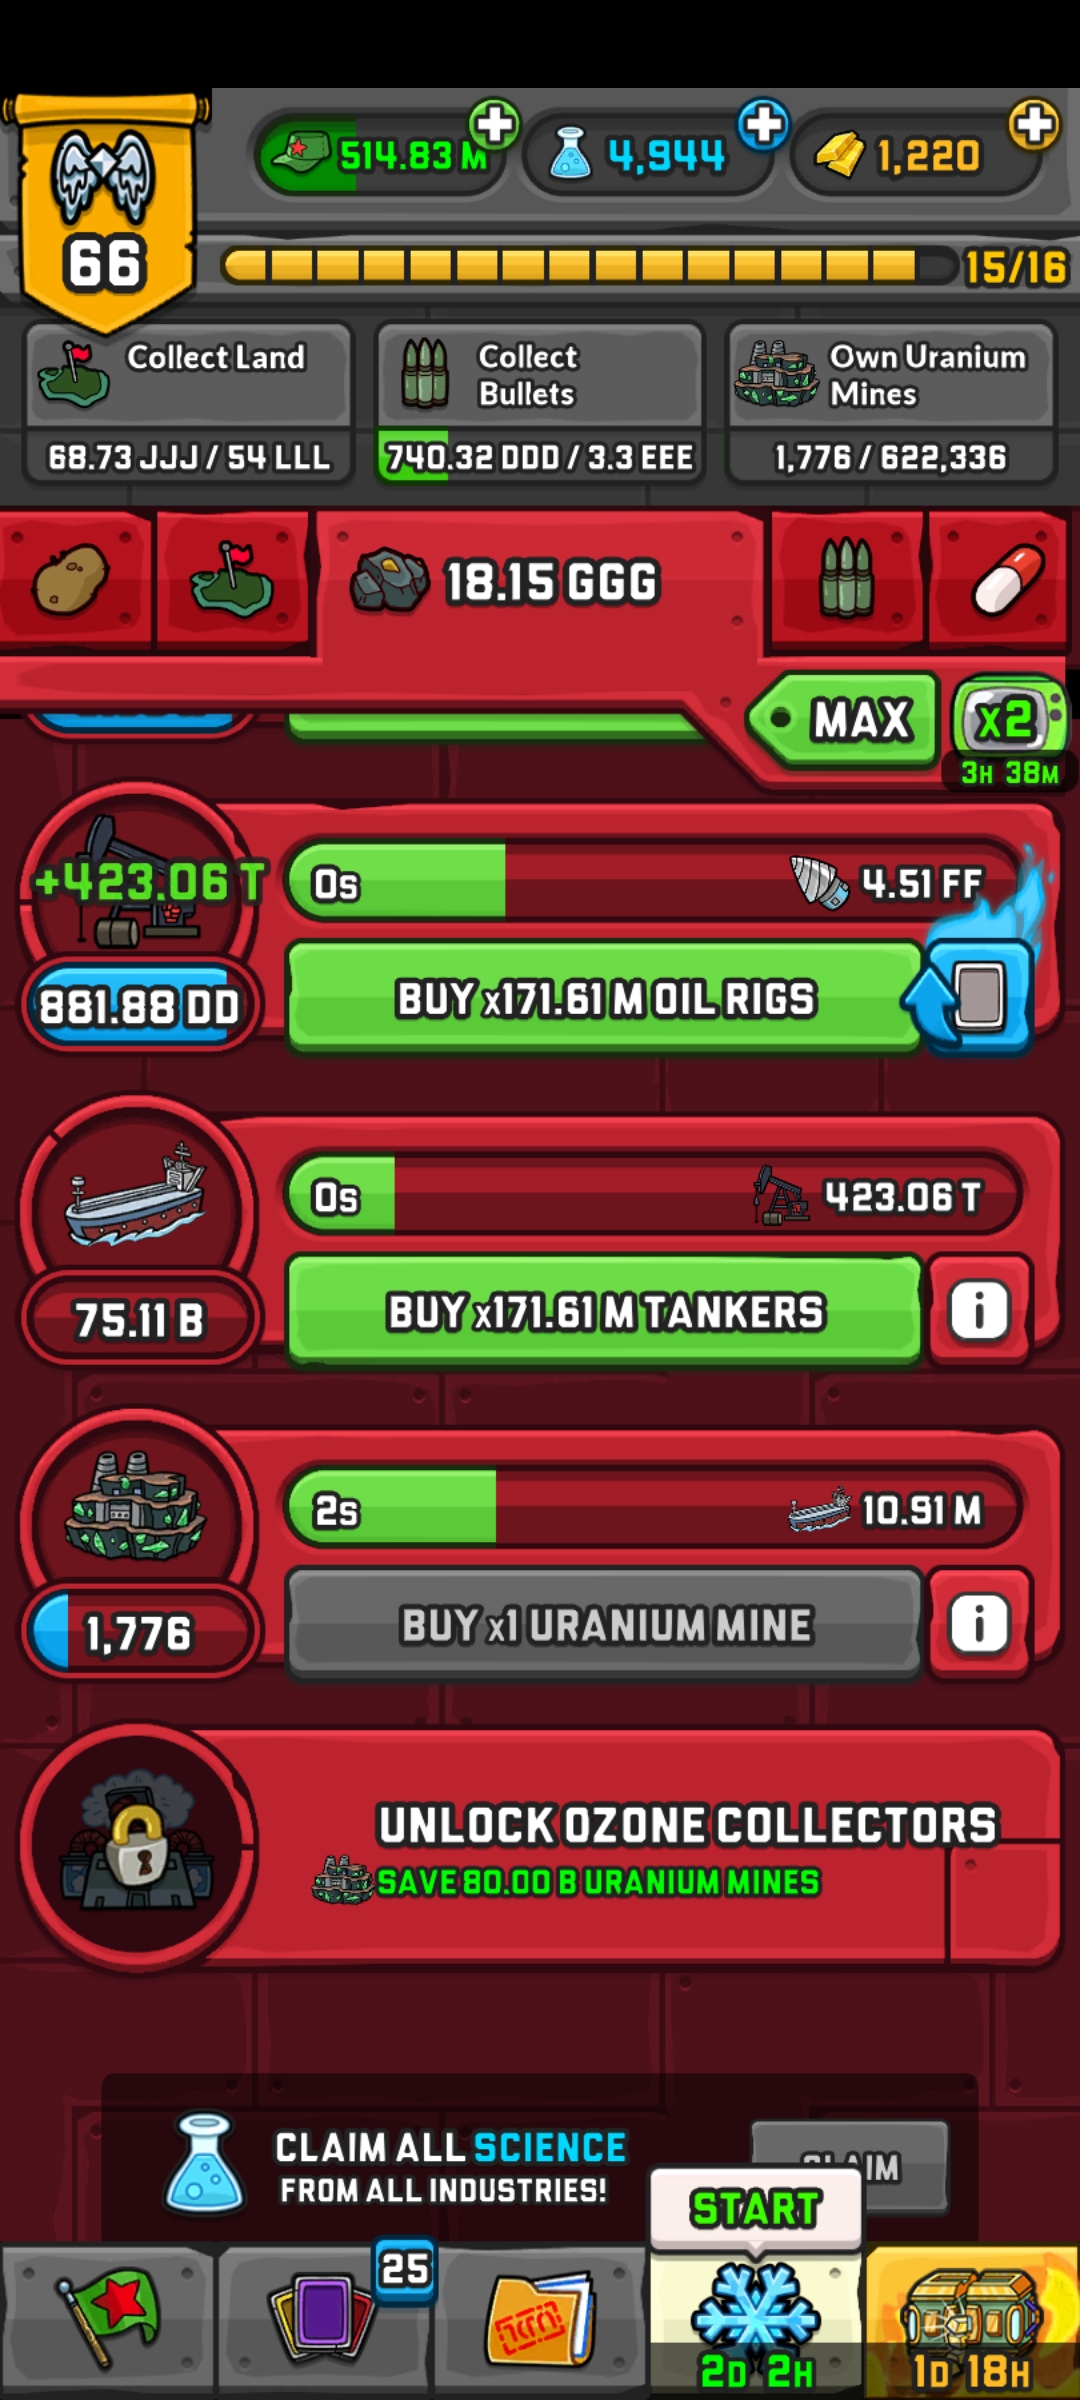 514.83 M
4,944
1,220
66
15/16
Collect Land
68.73 JJJ / 54 LLL
Collect
Bullets
740.32 DDD / 3.3 EEE
Own Uranium
Mines
1,776 / 622,336
18.15 GGG
MAX
x2
3H 38M
+423.06 T
0s
4.51 FF
881.88 DD
BUY x171.61 M OIL RIGS
0s
423.06 T
75.11 B
BUY x171.61 M TANKERS
i
2s
10.91 M
1,776
BUY x1 URANIUM MINE
i
UNLOCK OZONE COLLECTORS
SAVE 80.00 B URANIUM MINES
CLAIM ALL SCIENCE
FROM ALL INDUSTRIES!
CLAIM
START
25
2D 2H
1D 18H